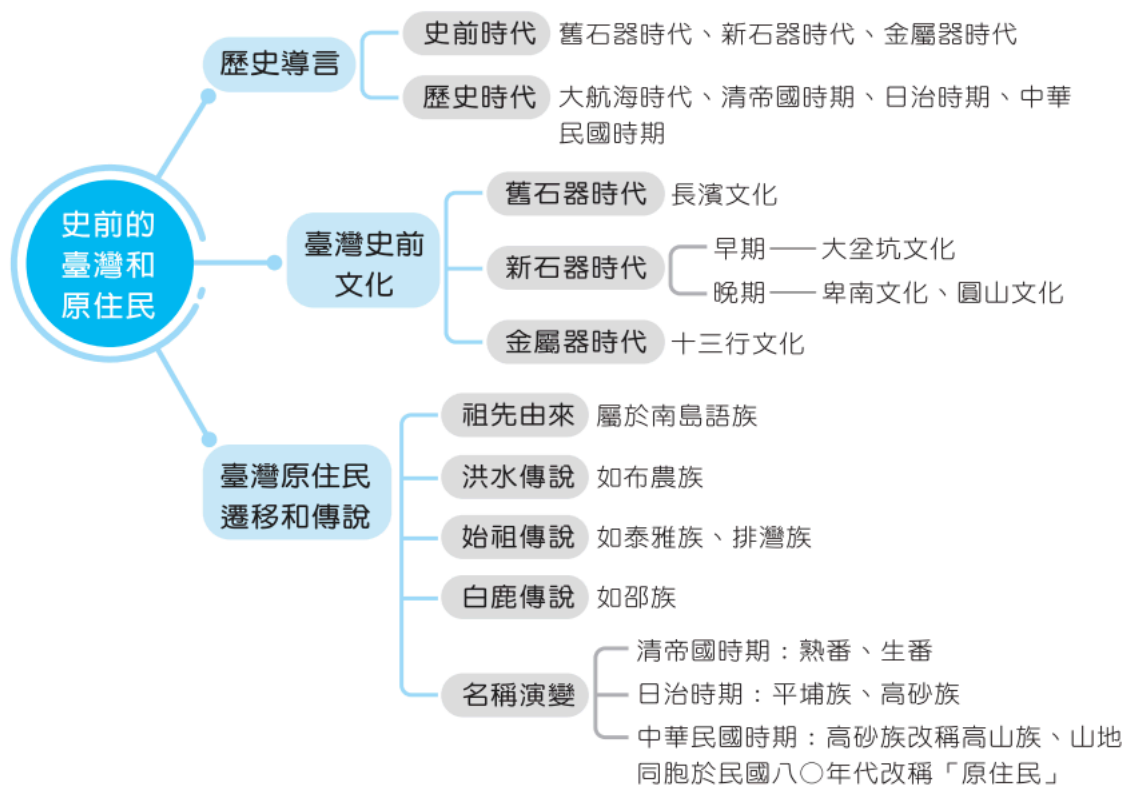 史前的
臺灣和
原住民
歷史導言
史前時代 舊石器時代、新石器時代、金屬器時代
歷史時代 大航海時代、清帝國時期、日治時期、中華
民國時期
臺灣史前
文化
舊石器時代 長濱文化
新石器時代
早期 大坌坑文化
晚期 卑南文化、圓山文化
金屬器時代 十三行文化
臺灣原住民
遷移和傳說
祖先由來 屬於南島語族
洪水傳說 如布農族
始祖傳說 如泰雅族、排灣族
白鹿傳說 如邵族
名稱演變
清帝國時期：熟番、生番
日治時期：平埔族、高砂族
中華民國時期：高砂族改稱高山族、山地
同胞於民國八〇年代改稱「原住民」